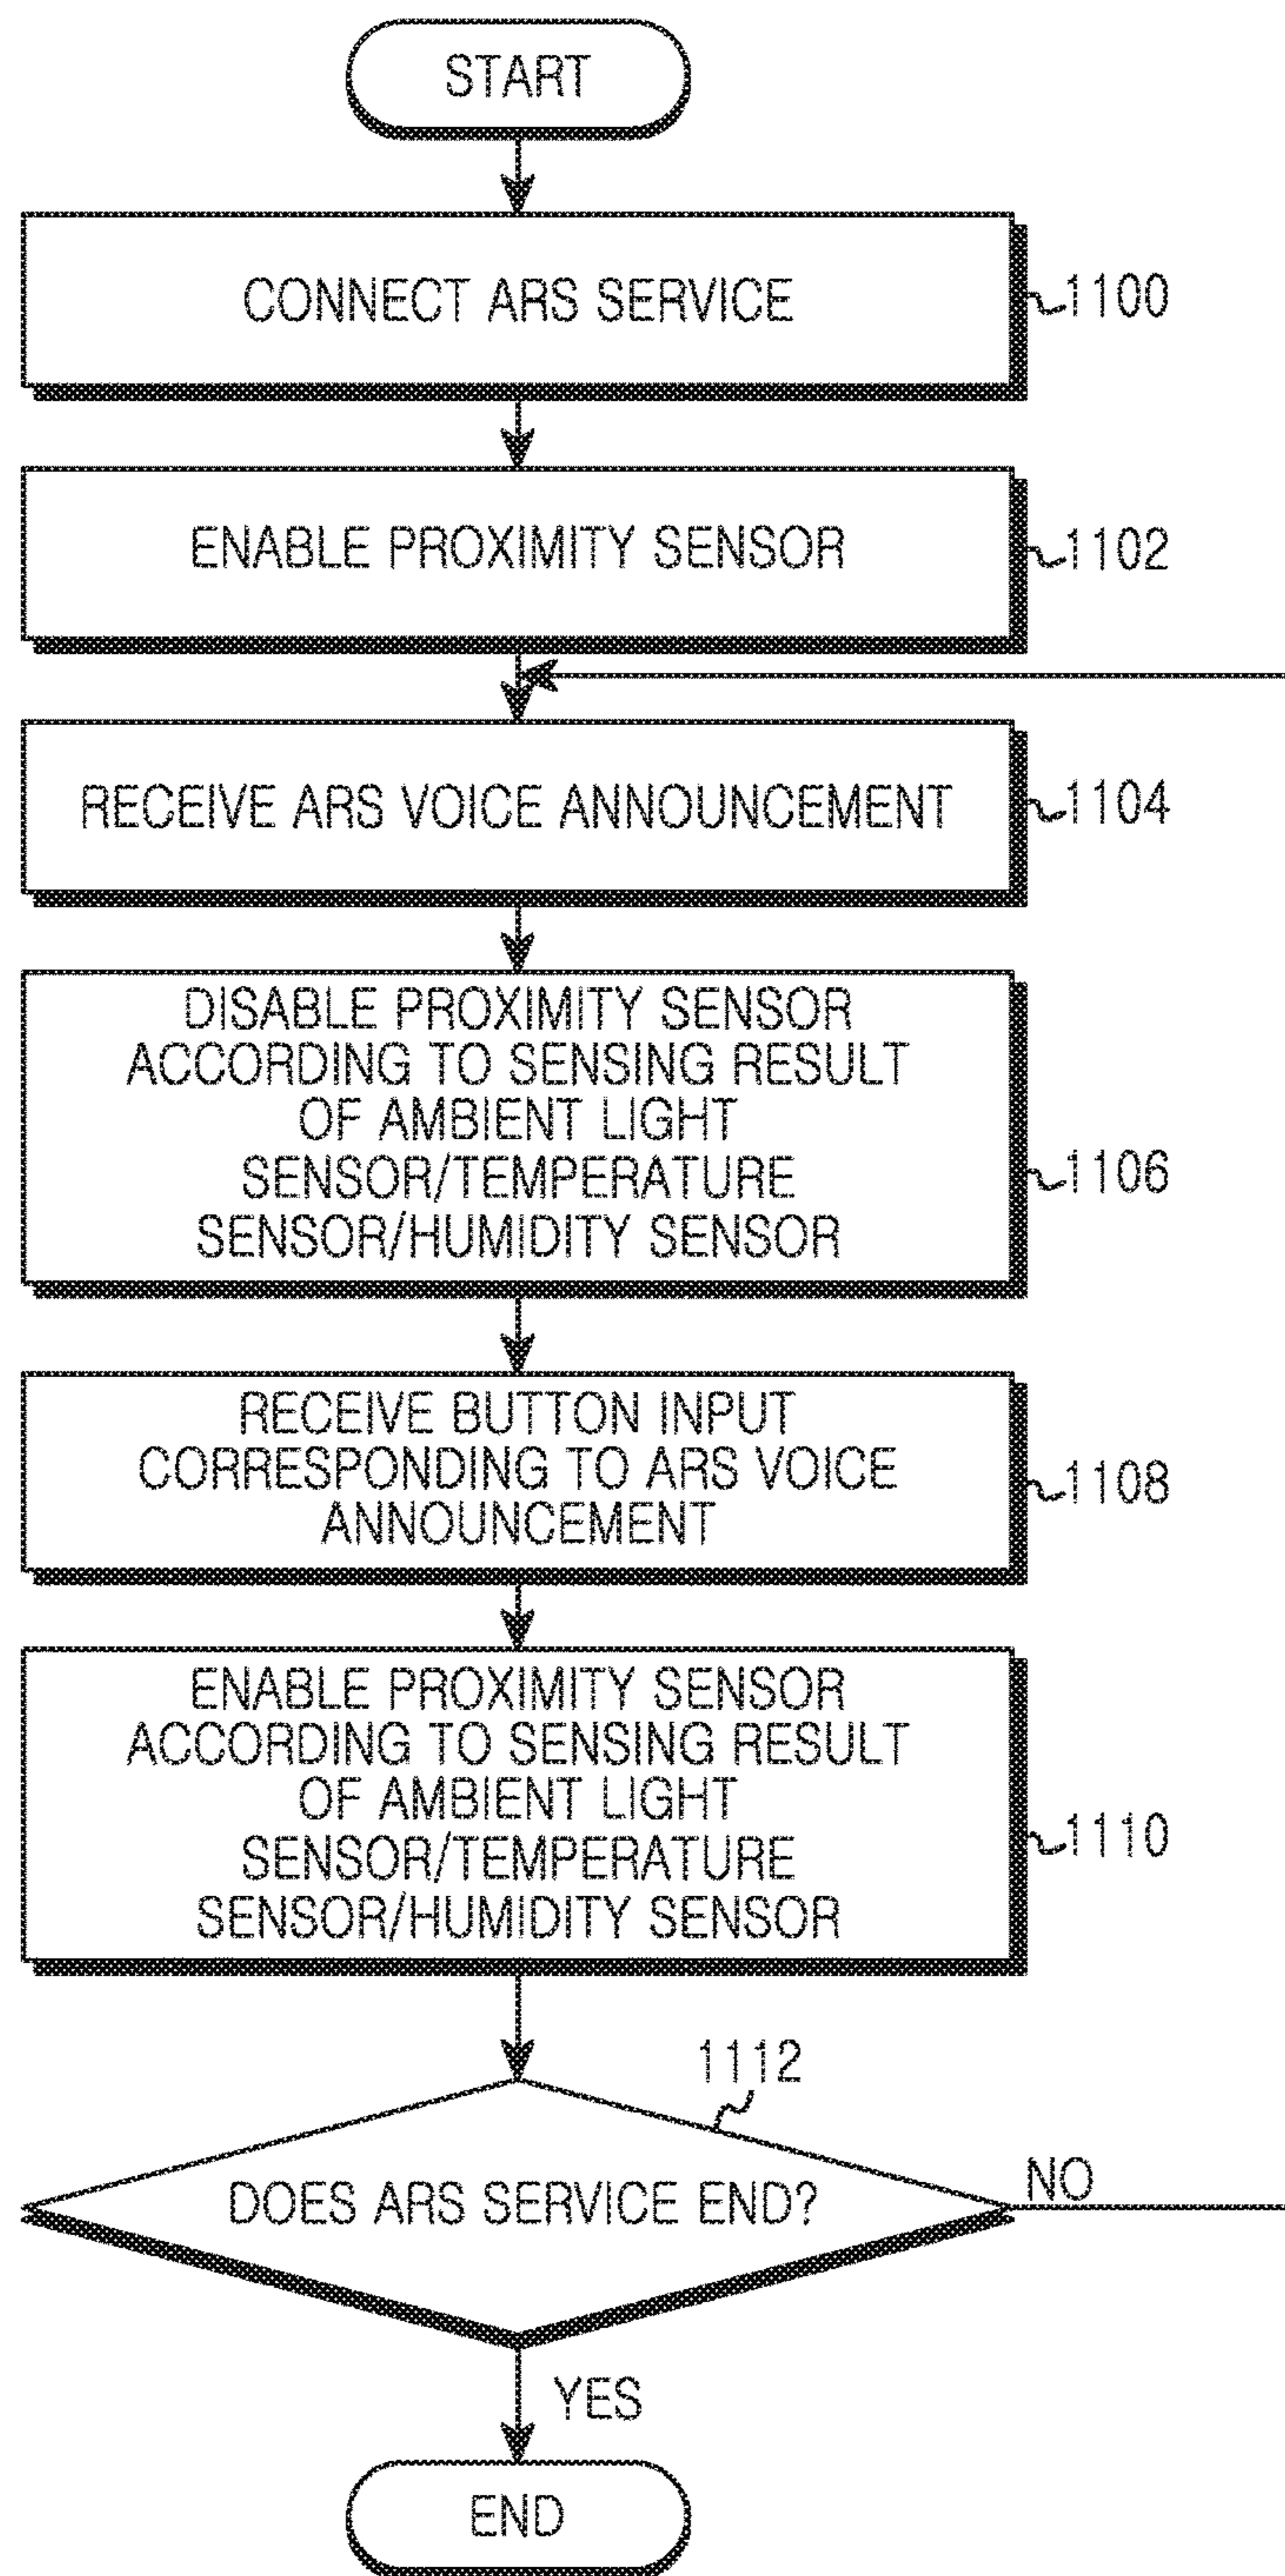 START
CONNECT ARS SERVICE
1100
ENABLE PROXIMITY SENSOR
1102
RECEIVE ARS VOICE ANNOUNCEMENT
1104
DISABLE PROXIMITY SENSOR
ACCORDING TO SENSING RESULT
OF AMBIENT LIGHT
SENSOR/TEMPERATURE
SENSOR/HUMIDITY SENSOR
1106
RECEIVE BUTTON INPUT
CORRESPONDING TO ARS VOICE
ANNOUNCEMENT
1108
ENABLE PROXIMITY SENSOR
ACCORDING TO SENSING RESULT
OF AMBIENT LIGHT
SENSOR/TEMPERATURE
SENSOR/HUMIDITY SENSOR
1110
1112
DOES ARS SERVICE END?
NO
YES
END